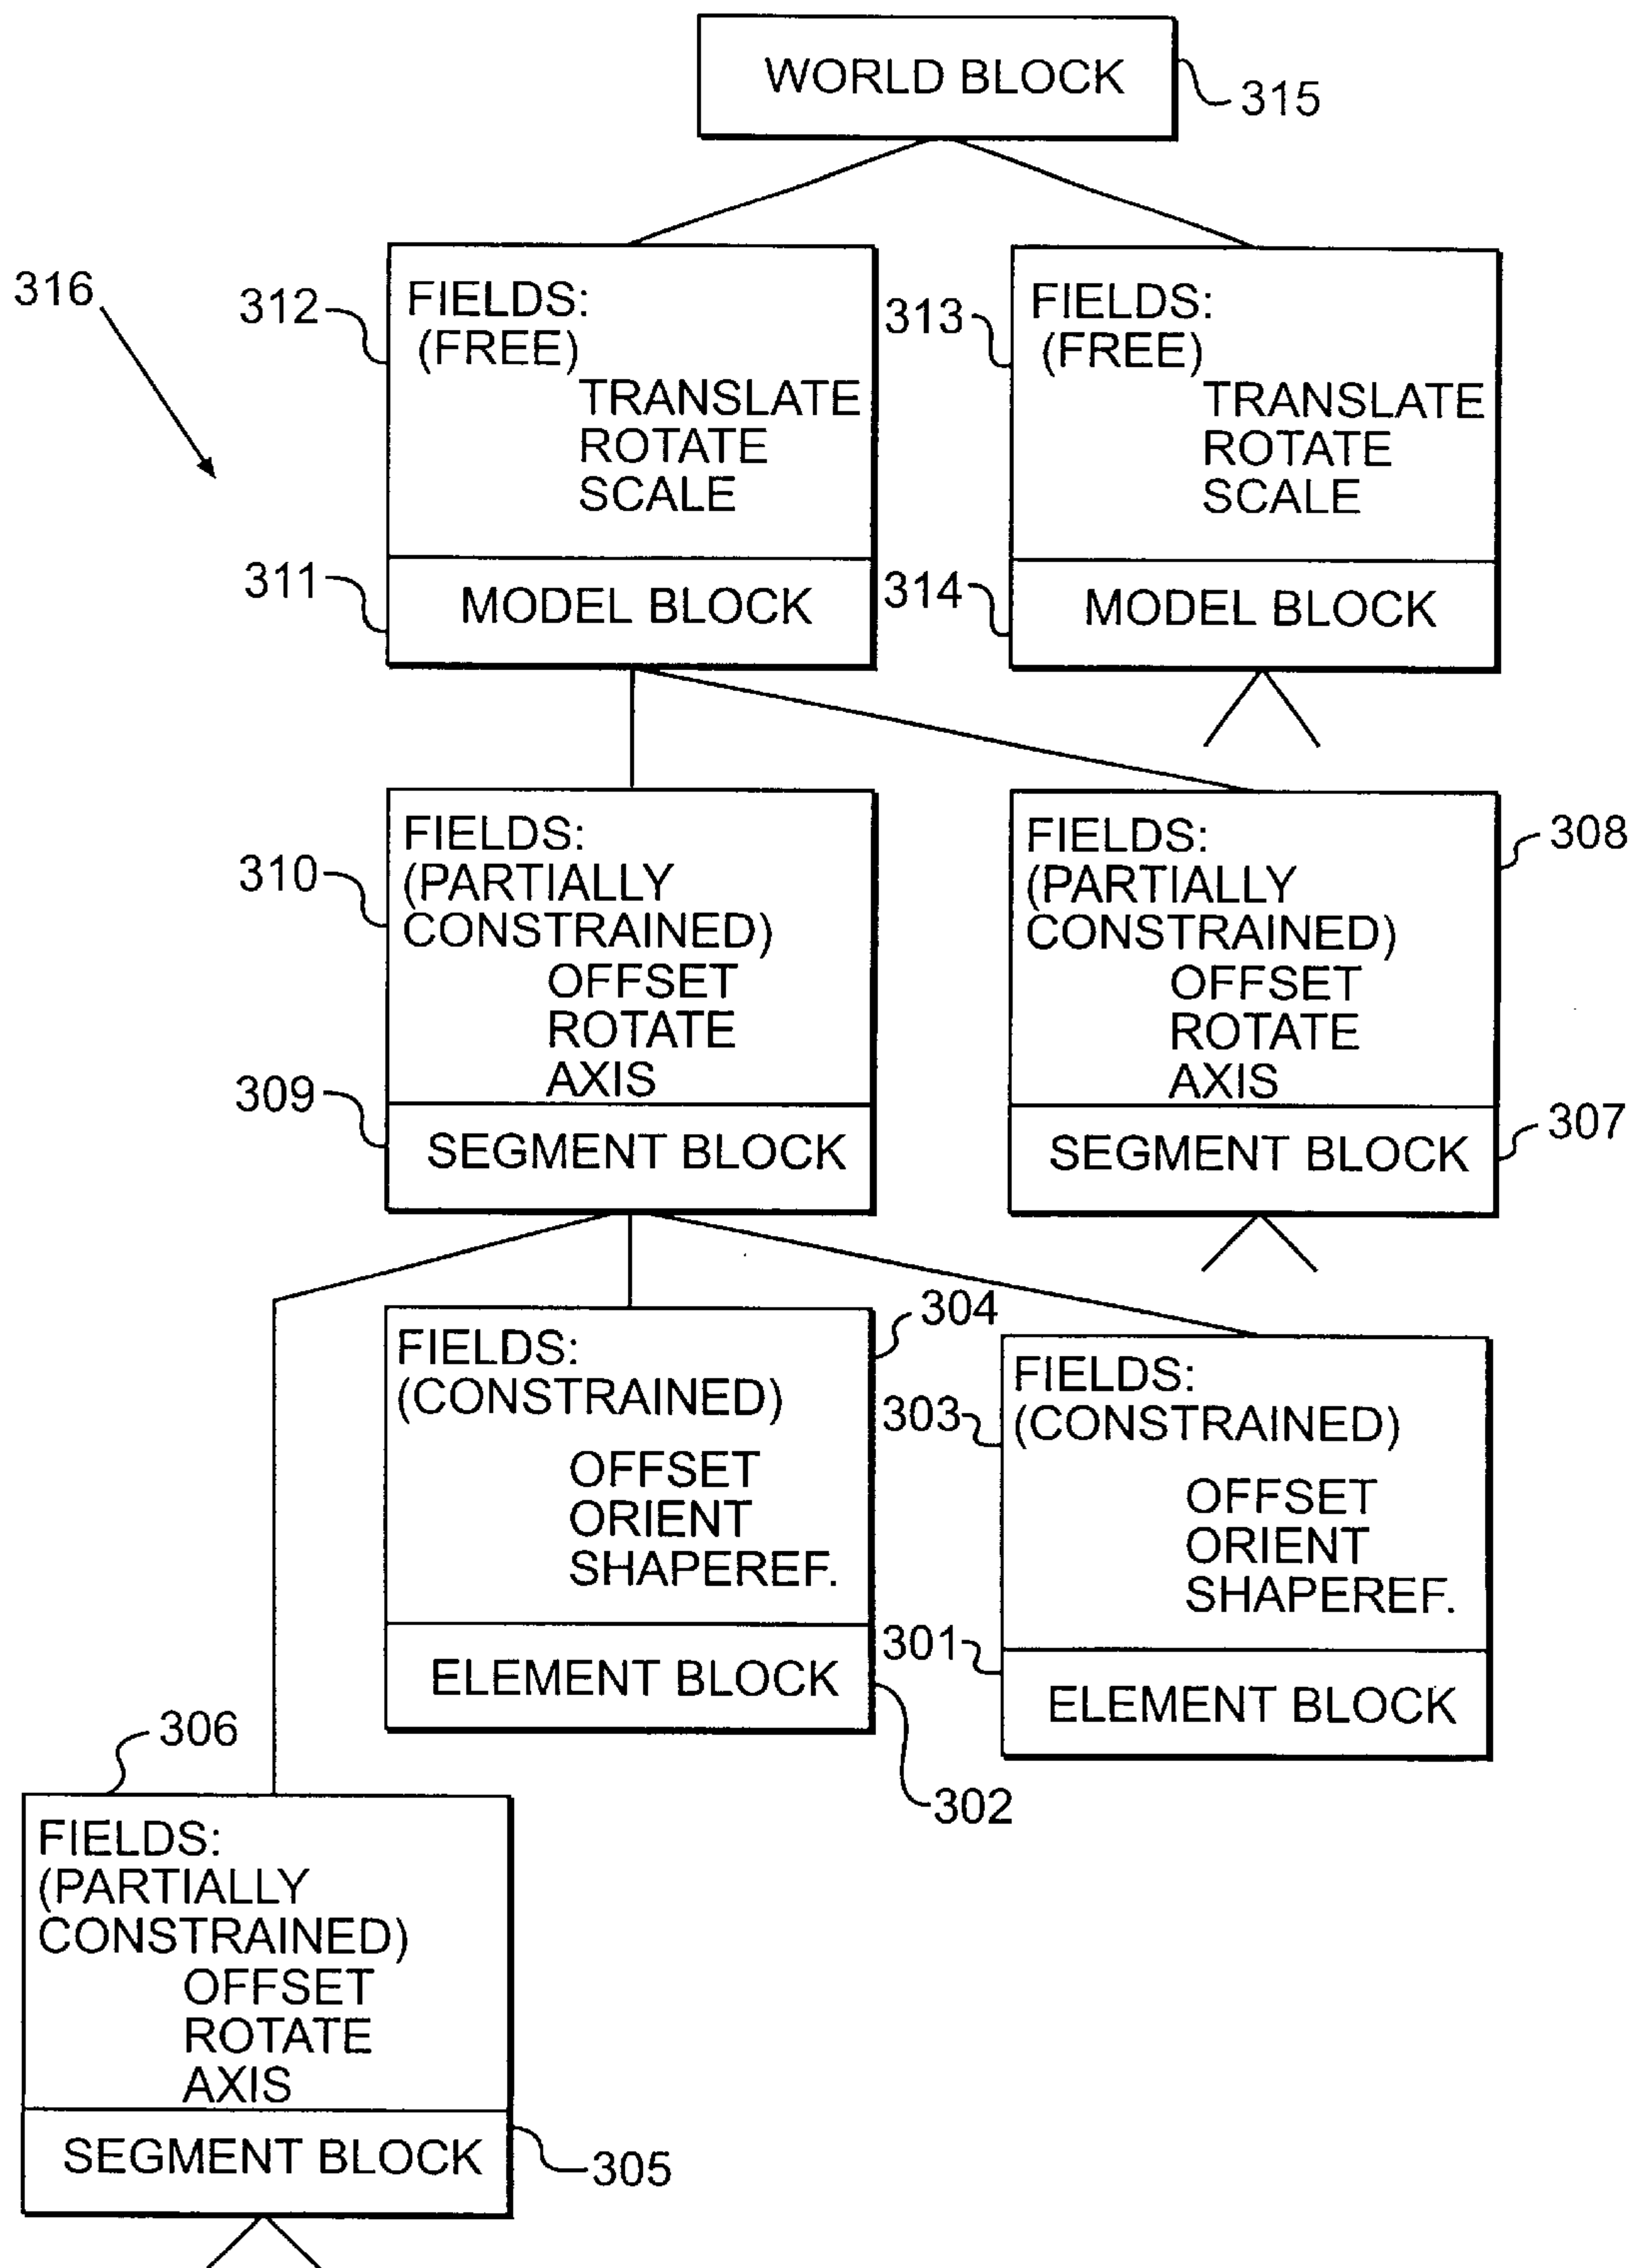 WORLD BLOCK
315
316
312
FIELDS:
(FREE)
TRANSLATE
ROTATE
SCALE
311
MODEL BLOCK
313
FIELDS:
(FREE)
TRANSLATE
ROTATE
SCALE
314
MODEL BLOCK
310
FIELDS:
(PARTIALLY
CONSTRAINED)
OFFSET
ROTATE
AXIS
309
SEGMENT BLOCK
308
FIELDS:
(PARTIALLY
CONSTRAINED)
OFFSET
ROTATE
AXIS
307
SEGMENT BLOCK
304
FIELDS:
(CONSTRAINED)
OFFSET
ORIENT
SHAPEREF.
ELEMENT BLOCK
302
303
FIELDS:
(CONSTRAINED)
OFFSET
ORIENT
SHAPEREF.
301
ELEMENT BLOCK
306
FIELDS:
(PARTIALLY
CONSTRAINED)
OFFSET
ROTATE
AXIS
SEGMENT BLOCK
305